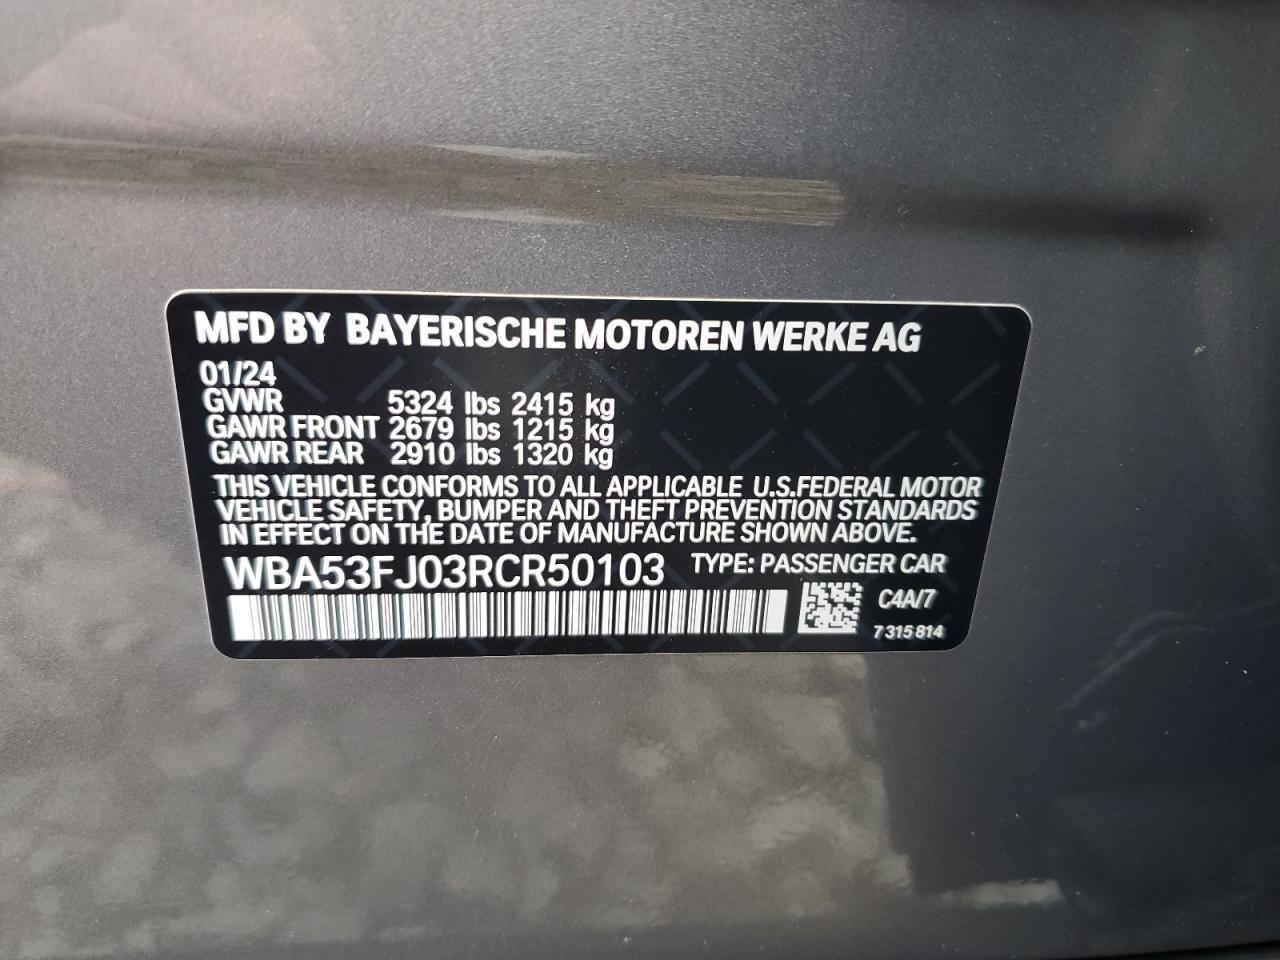 MFD BY BAYERISCHE MOTOREN WERKE AG
01/24
GVWR 5324 lbs 2415 kg
GAWR FRONT 2679 lbs 1215 kg
GAWR REAR 2910 lbs 1320 kg
THIS VEHICLE CONFORMS TO ALL APPLICABLE U.S.FEDERAL MOTOR
VEHICLE SAFETY, BUMPER AND THEFT PREVENTION STANDARDS
IN EFFECT ON THE DATE OF MANUFACTURE SHOWN ABOVE.
WBA53FJ03RCR50103 TYPE: PASSENGER CAR
C4A/7
7 315 814